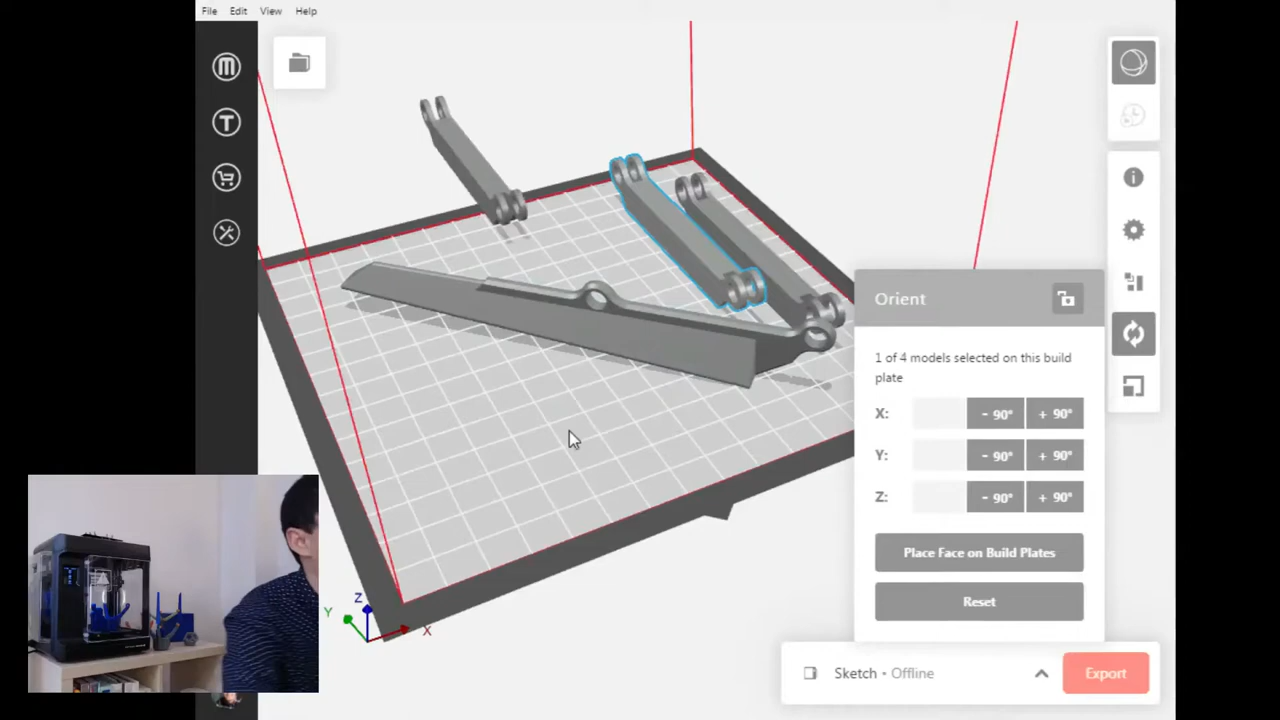 File Edit View Help
M
T
Orient
1 of 4 models selected on this build
plate
X: - 90° + 90°
Y: - 90° + 90°
Z: - 90° + 90°
Place Face on Build Plates
Reset
Z
Y
X
Sketch • Offline
Export